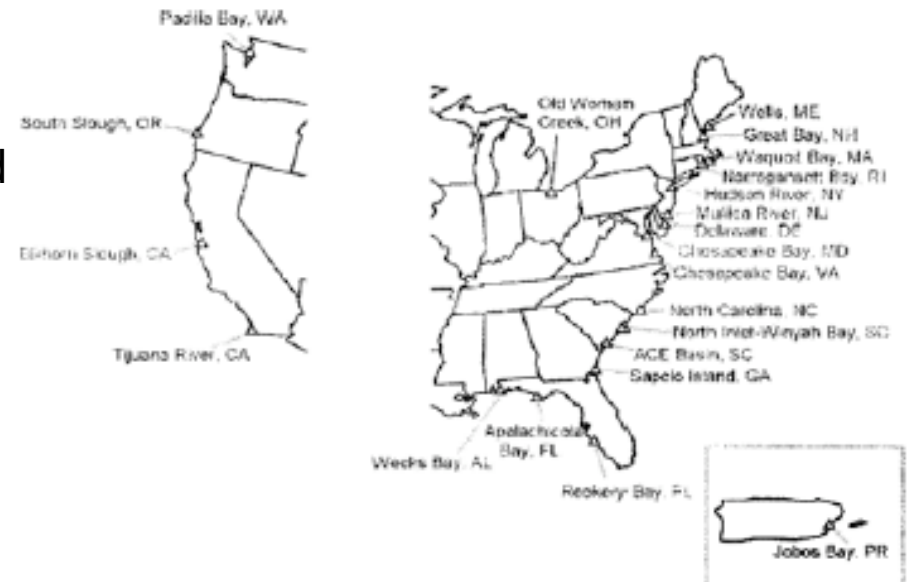 Padilla Bay, WA
South Slough, OR
Elkhorn Slough, CA
Tijuana River, CA
Old Woman
Creek, OH
Wells, ME
Great Bay, NH
Waquoit Bay, MA
Narragansett Bay, RI
Hudson River, NY
Mullica River, NJ
Delaware, DE
Chesapeake Bay, MD
Chesapeake Bay, VA
North Carolina, NC
North Inlet-Winyah Bay, SC
ACE Basin, SC
Sapelo Island, GA
Apalachicola
Bay, FL
Weeks Bay, AL
Rookery Bay, FL
Jobos Bay, PR